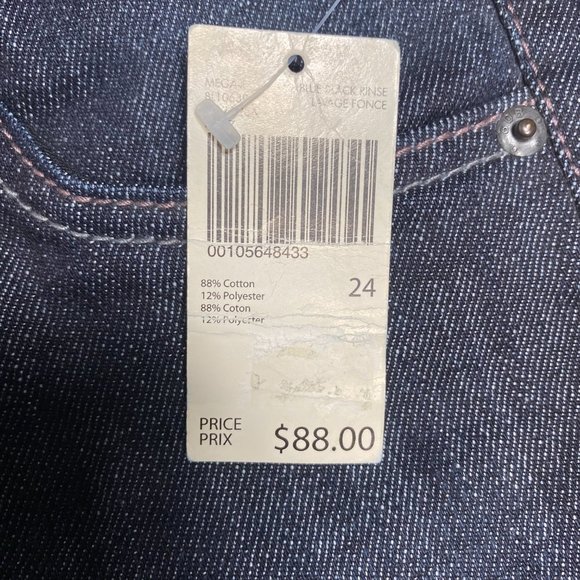 BLUE BLACK RINSE
LAVAGE FONCE
00105648433
88% Cotton
12% Polyester
88% Coton
12% Polyester
24
PRICE
PRIX
$88.00